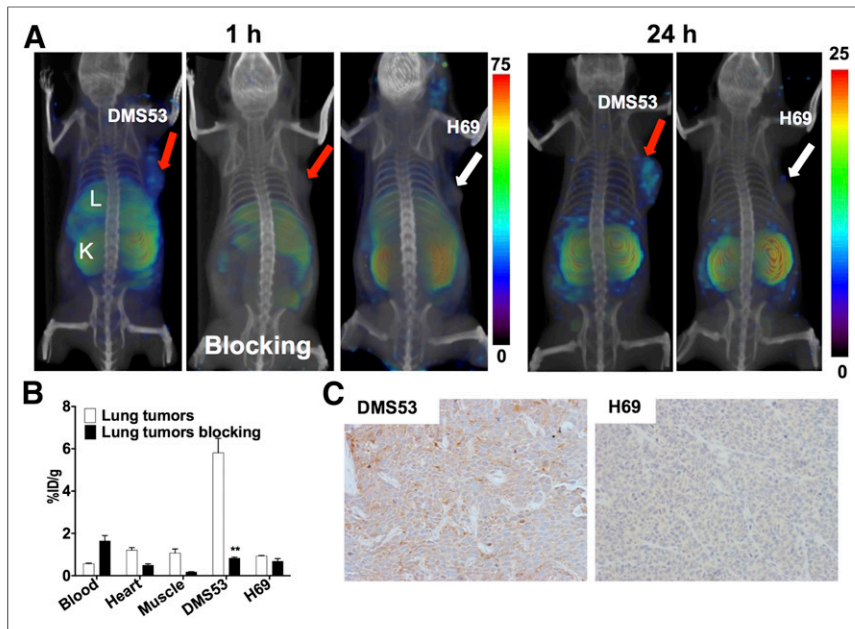 A
1 h
24 h
DMS53
L
K
Blocking
H69
75
0
DMS53
H69
25
0
B
Lung tumors
Lung tumors blocking
%ID/g
8
6
4
2
0
**
Blood
Heart
Muscle
DMS53
H69
C
DMS53
H69